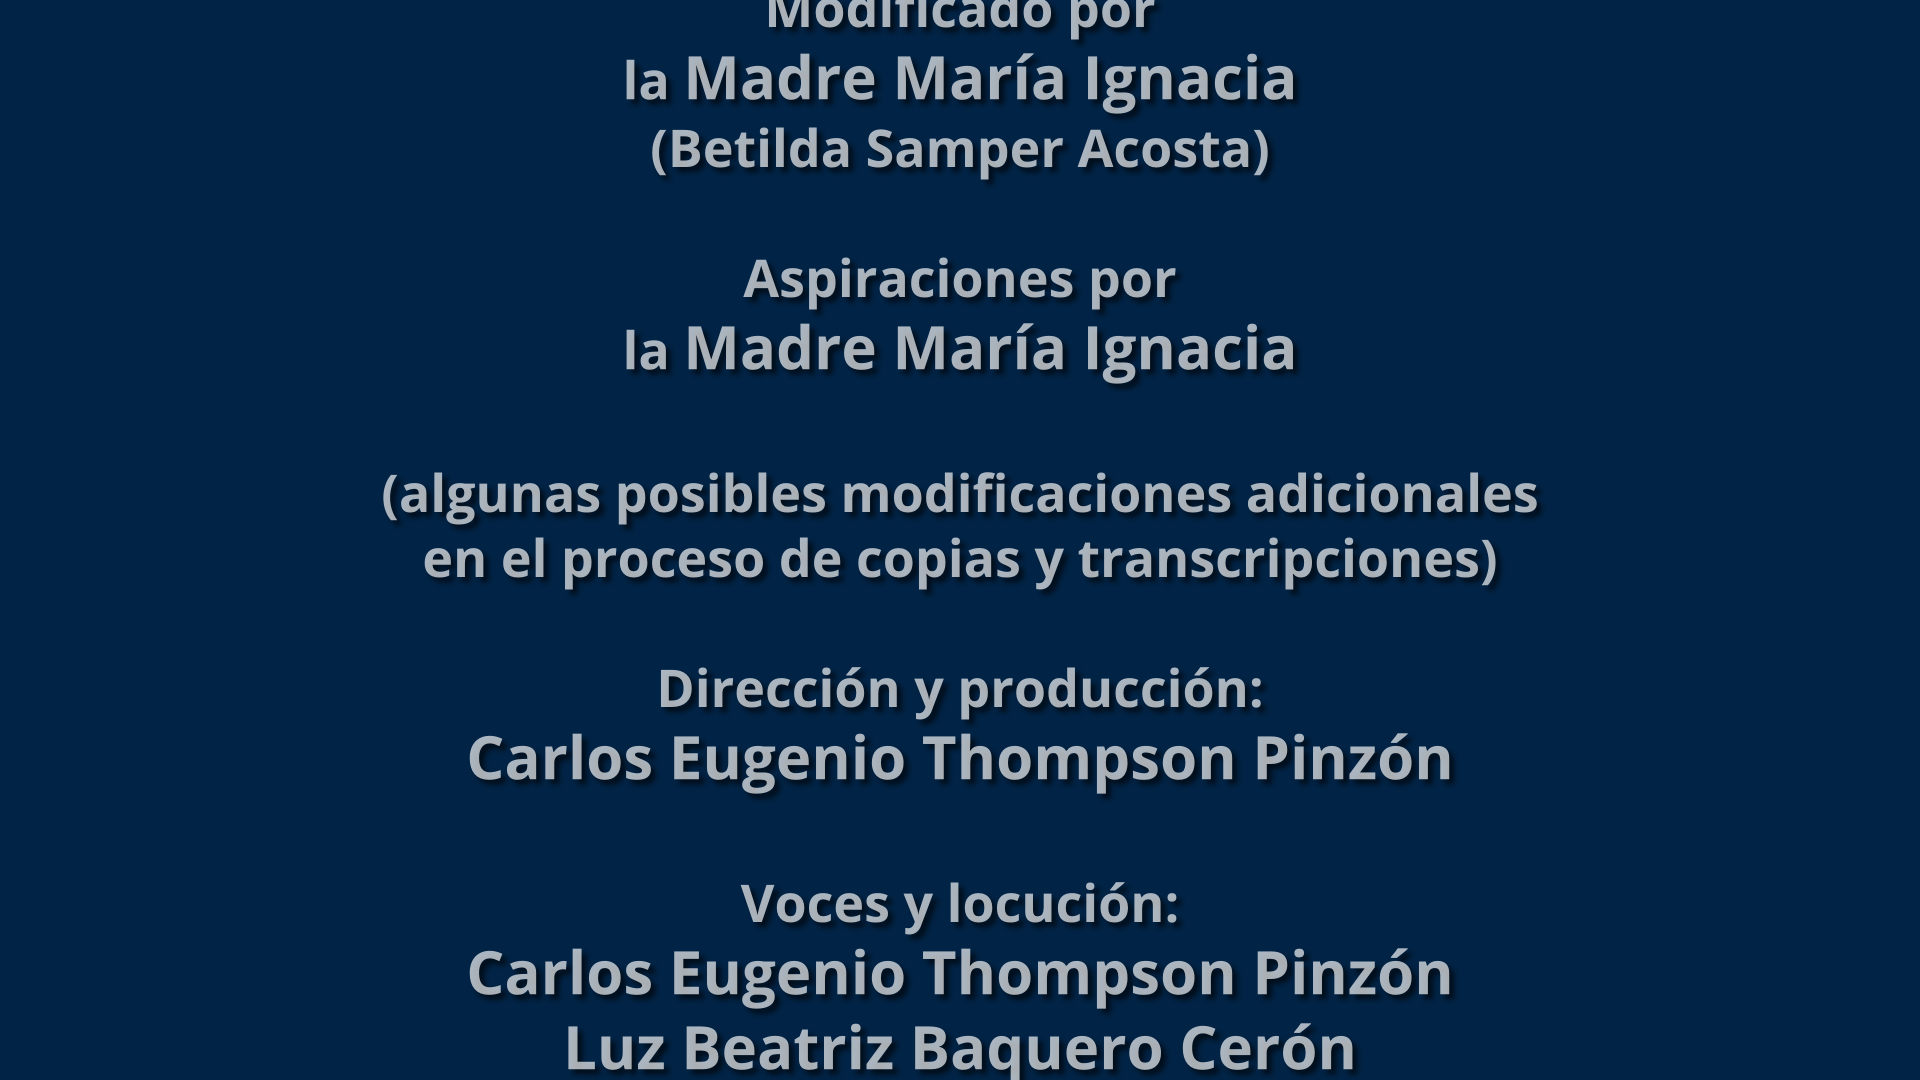 Modificado por
la Madre María Ignacia
(Betilda Samper Acosta)
Aspiraciones por
la Madre María Ignacia
(algunas posibles modificaciones adicionales
en el proceso de copias y transcripciones)
Dirección y producción:
Carlos Eugenio Thompson Pinzón
Voces y locución:
Carlos Eugenio Thompson Pinzón
Luz Beatriz Baquero Cerón